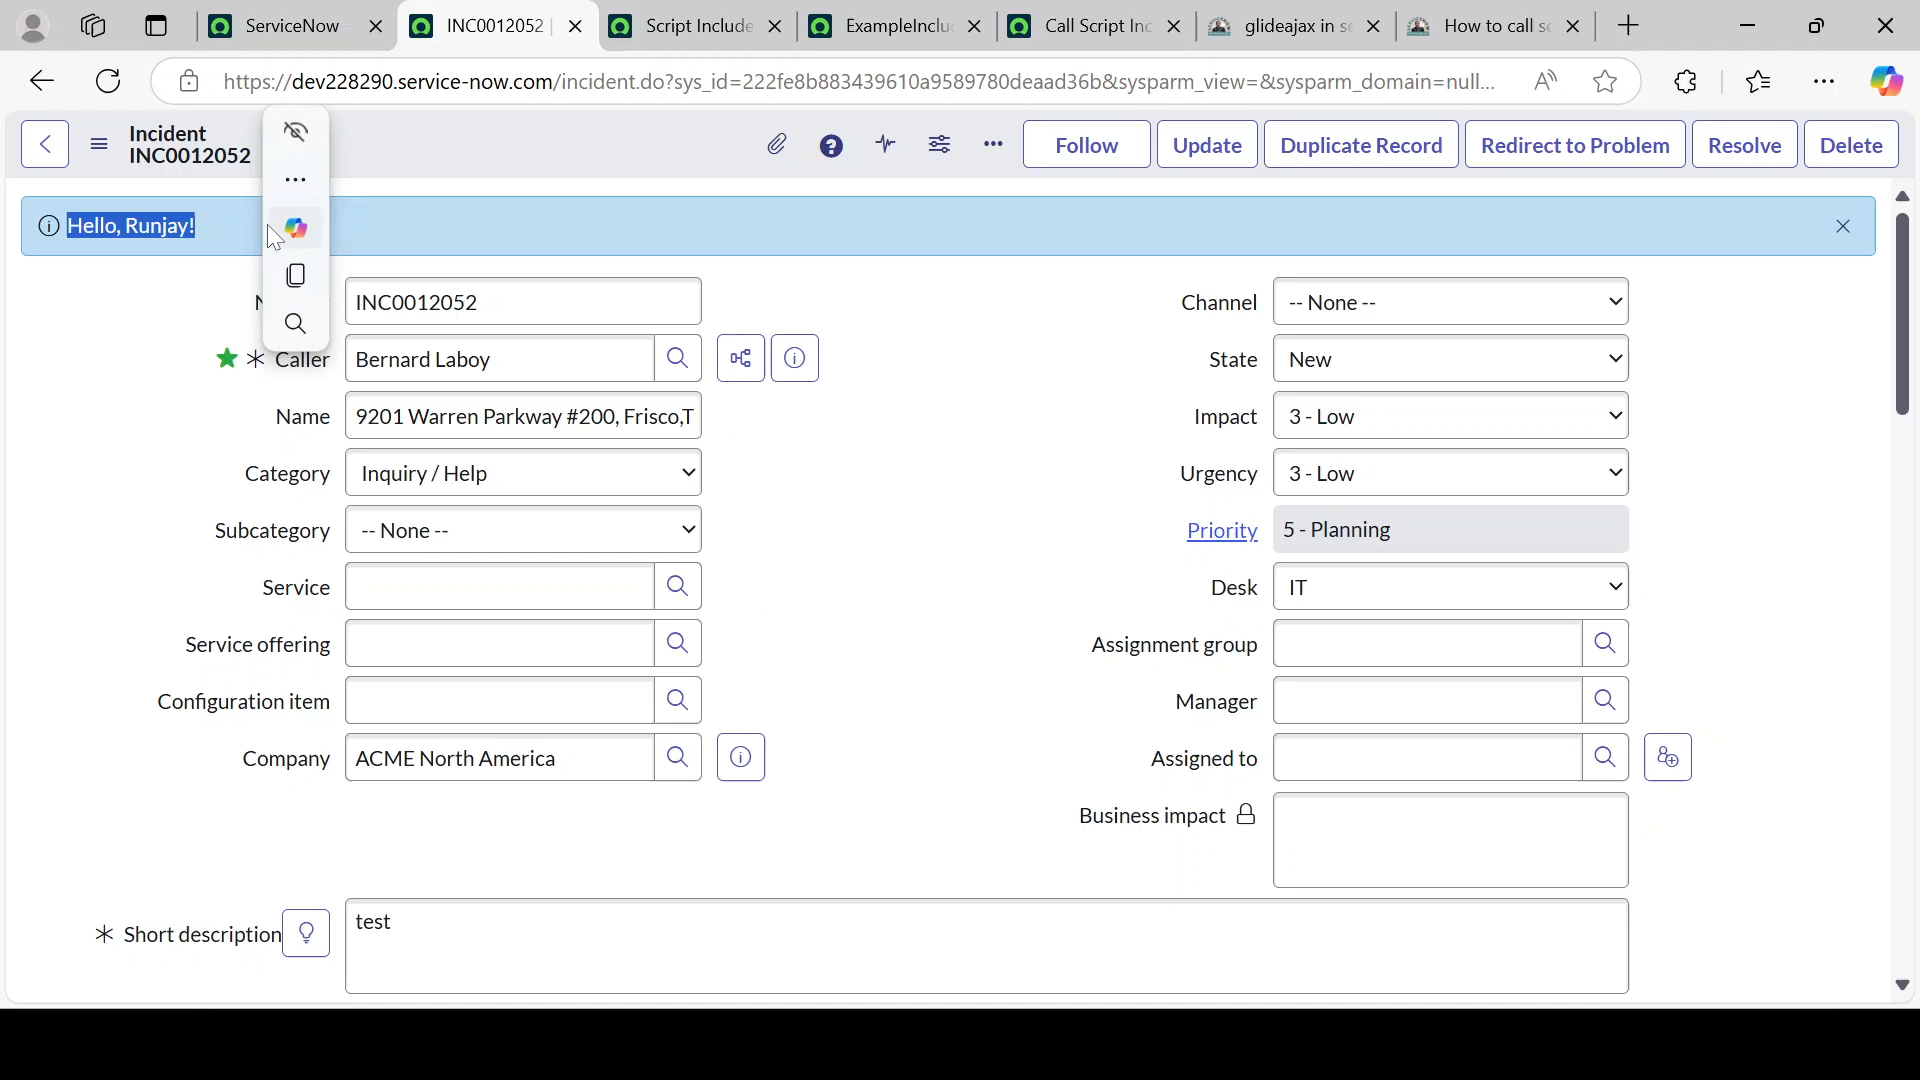 ServiceNow
INC0012052 |
Script Include
ExampleInclu
Call Script Inc
glideajax in se
How to call sc
https://dev228290.service-now.com/incident.do?sys_id=222fe8b883439610a9589780deaad36b&sysparm_view=&sysparm_domain=null...
Incident
INC0012052
Follow
Update
Duplicate Record
Redirect to Problem
Resolve
Delete
Hello, Runjay!
INC0012052
Channel
-- None --
Caller
Bernard Laboy
State
New
Name
9201 Warren Parkway #200, Frisco,T
Impact
3 - Low
Category
Inquiry / Help
Urgency
3 - Low
Subcategory
-- None --
Priority
5 - Planning
Service
Desk
IT
Service offering
Assignment group
Configuration item
Manager
Company
ACME North America
Assigned to
Business impact
Short description
test